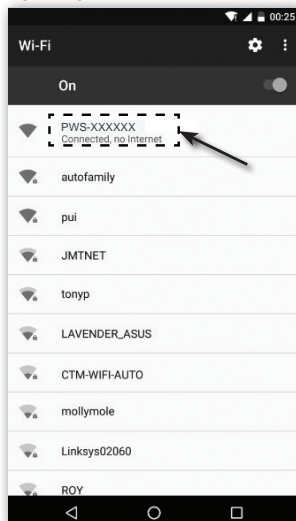 00:25
Wi-Fi
On
PWS-XXXXXX
Connected, no Internet
autofamily
pui
JMTNET
tonyp
LAVENDER_ASUS
CTM-WIFI-AUTO
mollymole
Linksys02060
ROY